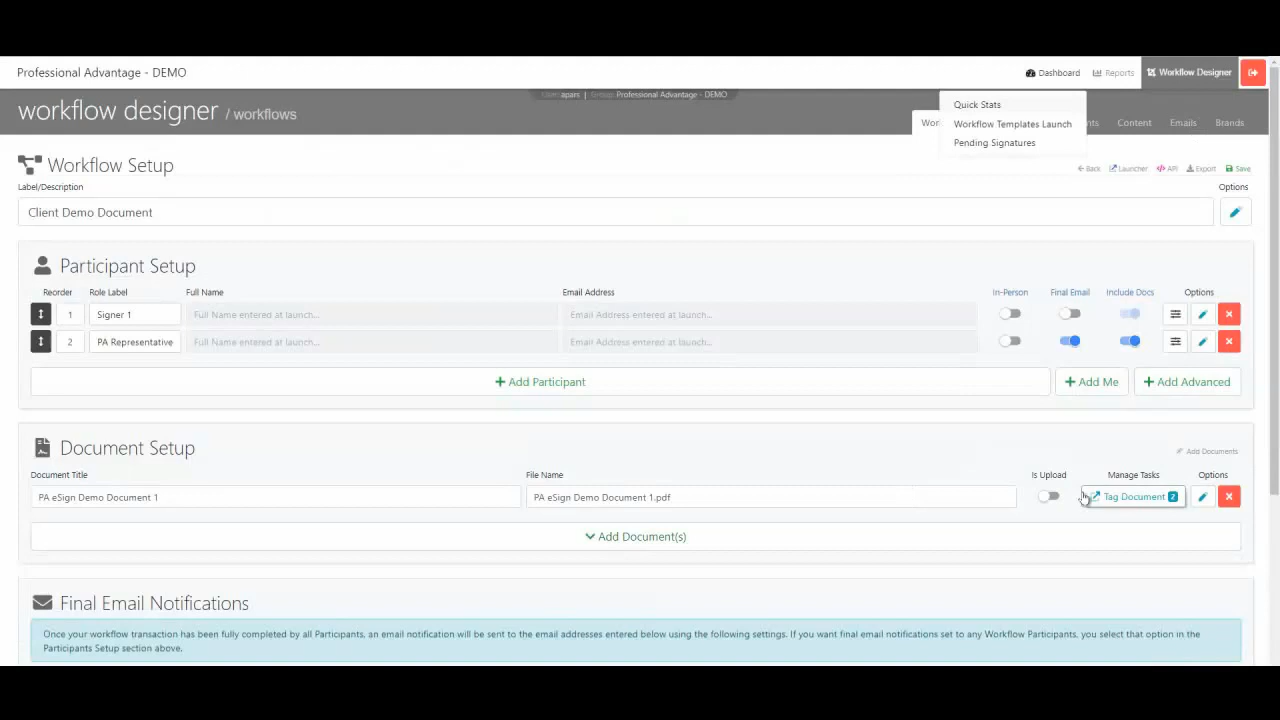 Professional Advantage - DEMO
Dashboard Reports Workflow Designer
apars | Group: Professional Advantage - DEMO
workflow designer / workflows
Quick Stats
Workflow Templates Launch
Pending Signatures
Content Emails Brands
Workflow Setup
Back Launcher API Export Save
Label/Description
Options
Client Demo Document
Participant Setup
Reorder Role Label Full Name Email Address In-Person Final Email Include Docs Options
1 Signer 1 Full Name entered at launch... Email Address entered at launch...
2 PA Representative Full Name entered at launch... Email Address entered at launch...
+ Add Participant + Add Me + Add Advanced
Document Setup
Add Documents
Document Title File Name Is Upload Manage Tasks Options
PA eSign Demo Document 1 PA eSign Demo Document 1.pdf Tag Document 2
Add Document(s)
Final Email Notifications
Once your workflow transaction has been fully completed by all Participants, an email notification will be sent to the email addresses entered below using the following settings. If you want final email notifications set to any Workflow Participants, you select that option in the
Participants Setup section above.